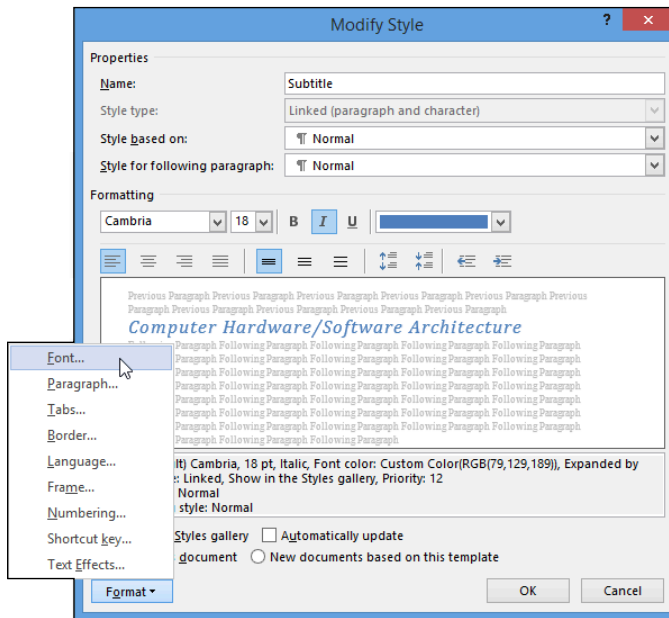 Modify Style
? ×
Properties
Name: Subtitle
Style type: Linked (paragraph and character)
Style based on: ¶ Normal
Style for following paragraph: ¶ Normal
Formatting
Cambria 18 B I U
Previous Paragraph Previous Paragraph Previous Paragraph Previous Paragraph Previous Paragraph Previous
Paragraph Previous Paragraph Previous Paragraph Previous Paragraph Previous Paragraph
Computer Hardware/Software Architecture
Paragraph Following Paragraph Following Paragraph Following Paragraph Following Paragraph
Paragraph Following Paragraph Following Paragraph Following Paragraph Following Paragraph
Paragraph Following Paragraph Following Paragraph Following Paragraph Following Paragraph
Paragraph Following Paragraph Following Paragraph Following Paragraph Following Paragraph
Paragraph Following Paragraph Following Paragraph Following Paragraph Following Paragraph
Paragraph Following Paragraph Following Paragraph Following Paragraph Following Paragraph
Paragraph Following Paragraph Following Paragraph Following Paragraph Following Paragraph
Paragraph Following Paragraph Following Paragraph
lt) Cambria, 18 pt, Italic, Font color: Custom Color(RGB(79,129,189)), Expanded by
: Linked, Show in the Styles gallery, Priority: 12
Normal
style: Normal
Styles gallery Automatically update
document New documents based on this template
Font...
Paragraph...
Tabs...
Border...
Language...
Frame...
Numbering...
Shortcut key...
Text Effects...
Format OK Cancel